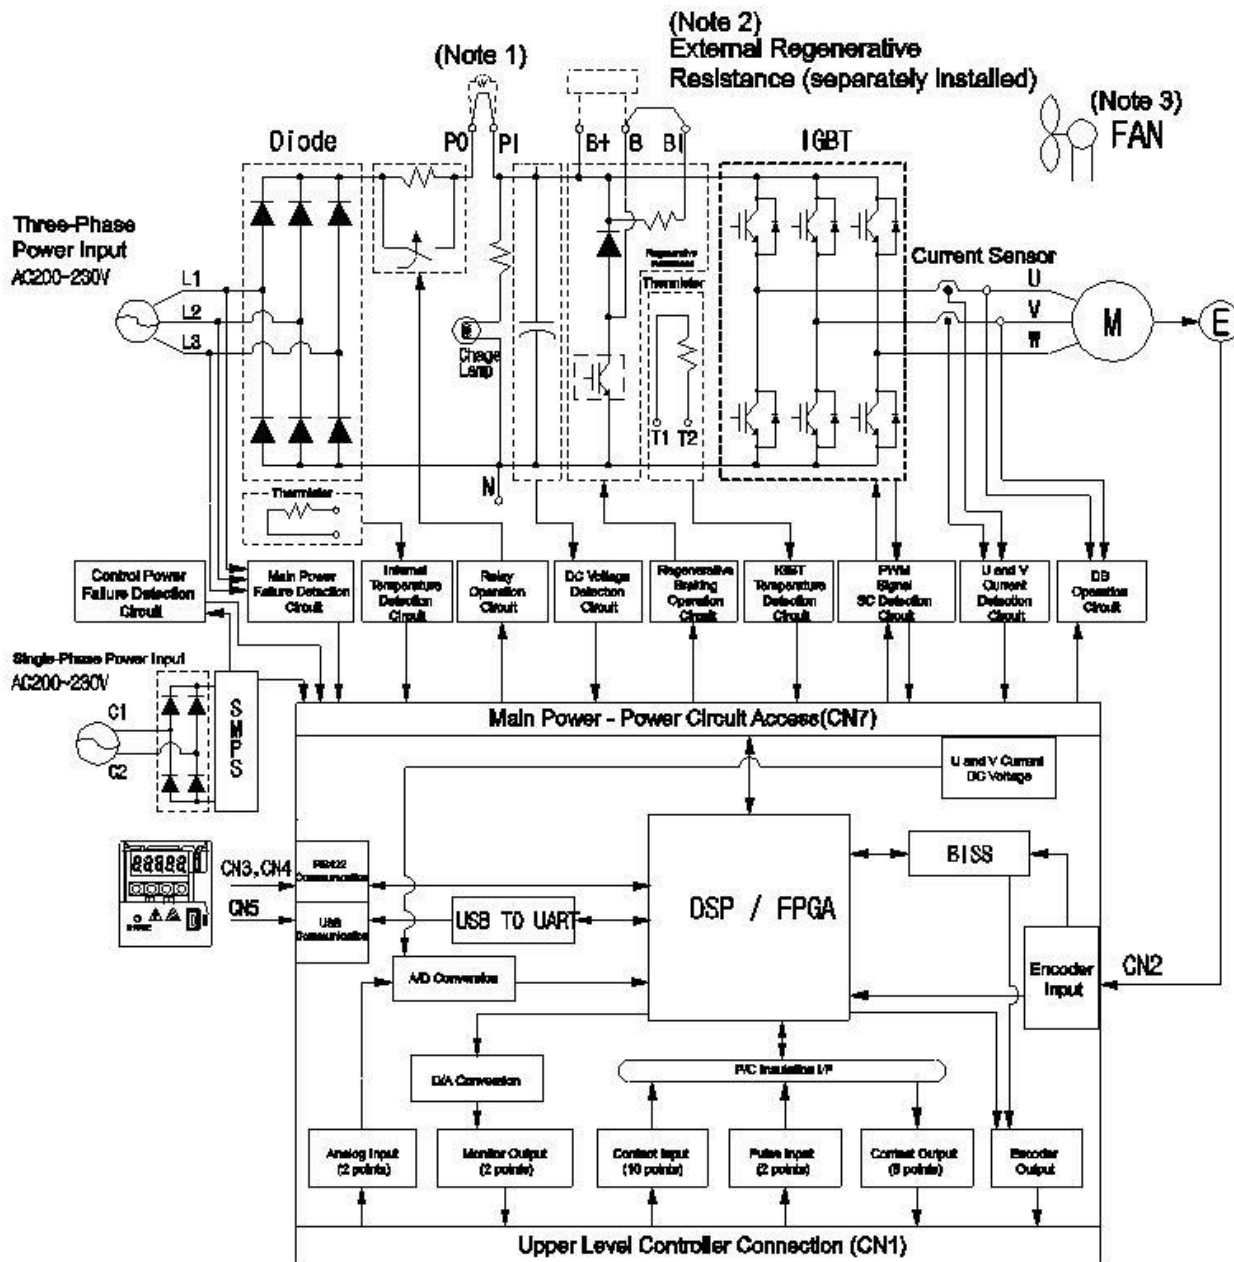 (Note 2)
External Regenerative
Resistance (separately installed)
(Note 1)
(Note 3)
FAN
Diode
PO
PI
B+
B
BI
IGBT
Three-Phase
Power Input
AC200~230V
L1
L2
L3
Chage
Lamp
N
Thermister
T1
T2
Current Sensor
U
V
W
M
E
Thermister
Control Power
Failure Detection
Circuit
Main Power
Failure Detection
Circuit
Internal
Temperature
Detection
Circuit
Relay
Operation
Circuit
DC Voltage
Detection
Circuit
Regenerative
Braking
Operation
Circuit
IGBT
Temperature
Detection
Circuit
PWM
Signal
SC Detection
Circuit
U and V
Current
Detection
Circuit
DB
Operation
Circuit
Single-Phase Power Input
AC200~230V
C1
C2
SMPS
Main Power - Power Circuit Access(CN7)
U and V Current
DC Voltage
CN3,CN4
CN5
RS422
Communication
USB
Communication
USB TO UART
DSP / FPGA
BISS
Encoder
Input
CN2
A/D Conversion
D/A Conversion
P/C Insulation I/F
Analog Input
(2 points)
Monitor Output
(2 points)
Contact Input
(10 points)
Pulse Input
(2 points)
Contact Output
Encoder
Output
Upper Level Controller Connection (CN1)